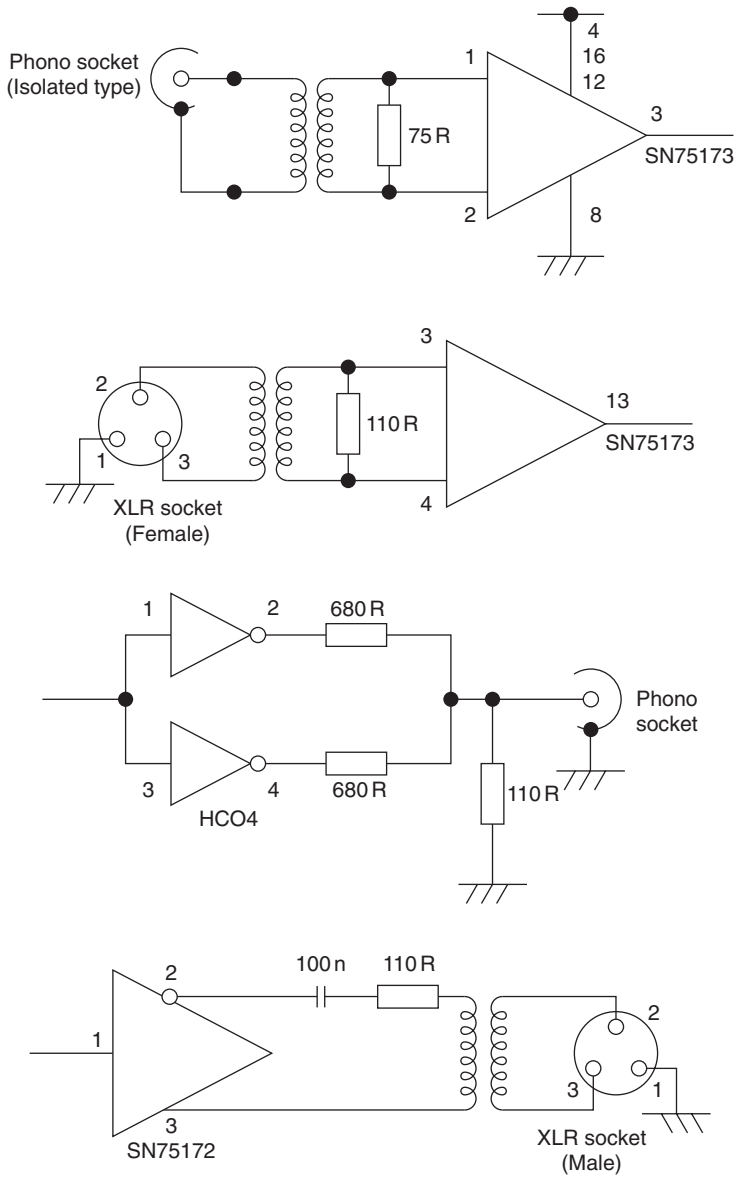 Phono socket
(Isolated type)
1
2
75 R
4
16
12
3
SN75173
8
2
1
3
XLR socket
(Female)
110 R
3
4
13
SN75173
1
2
680 R
3
4
680 R
HCO4
110 R
Phono
socket
1
2
3
SN75172
100 n
110 R
2
3
1
XLR socket
(Male)